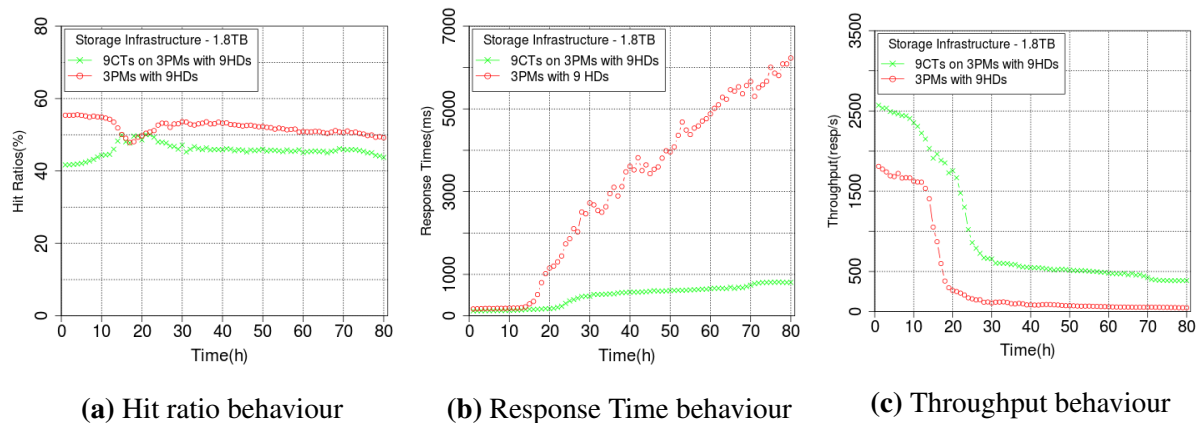 80
60
40
20
0
Hit Ratios(%)
Storage Infrastructure - 1.8TB
9CTs on 3PMs with 9HDs
3PMs with 9 HDs
0 10 20 30 40 50 60 70 80
Time(h)
(a) Hit ratio behaviour
7000
5000
3000
1000
0
Response Times(ms)
Storage Infrastructure - 1.8TB
9CTs on 3PMs with 9HDs
3PMs with 9 HDs
0 10 20 30 40 50 60 70 80
Time(h)
(b) Response Time behaviour
3500
2500
1500
500
0
Throughput(resp/s)
Storage Infrastructure - 1.8TB
9CTs on 3PMs with 9HDs
3PMs with 9HDs
0 10 20 30 40 50 60 70 80
Time(h)
(c) Throughput behaviour